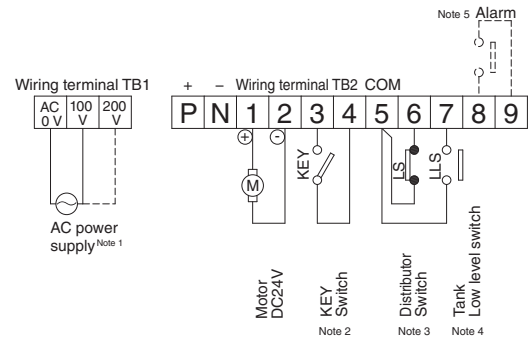 Note 5 Alarm
Wiring terminal TB1
+ – Wiring terminal TB2 COM
AC 0 V
100 V
200 V
P N 1 2 3 4 5 6 7 8 9
+ -
M
KEY
LS
LLS
AC power
supply Note 1
Motor
DC24V
KEY
Switch
Note 2
Distributor
Switch
Note 3
Tank
Low level switch
Note 4